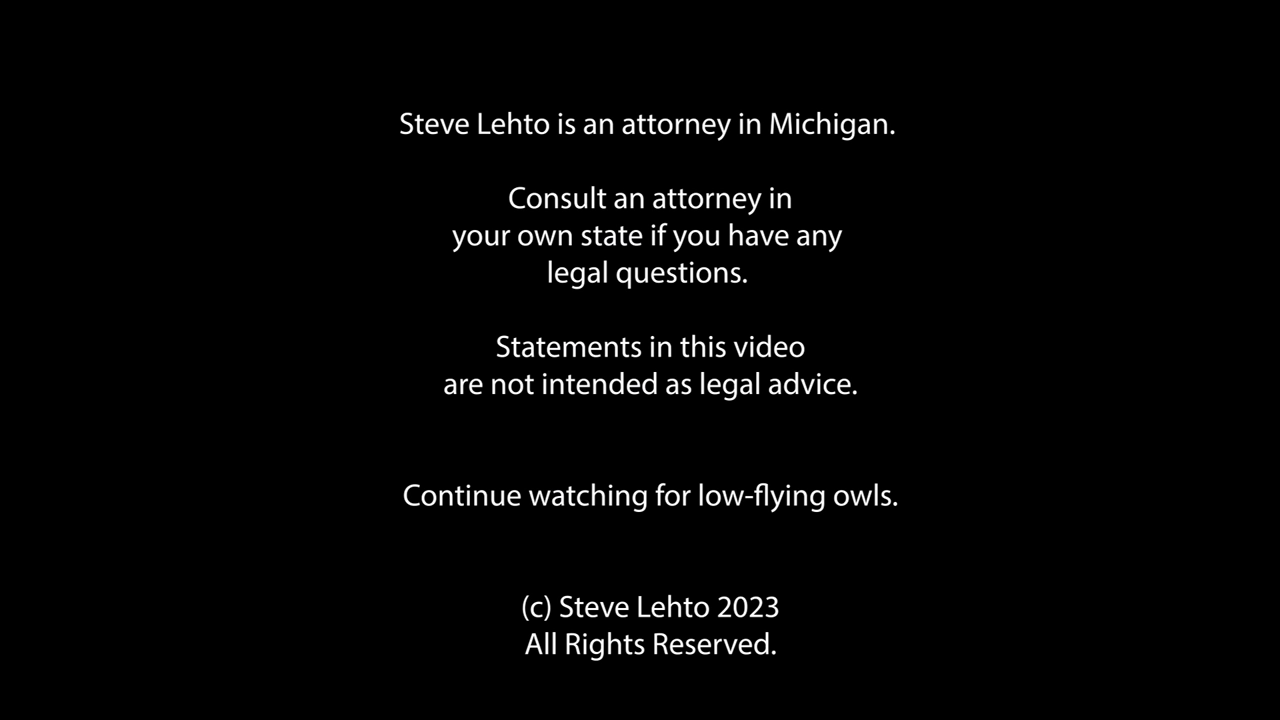 Steve Lehto is an attorney in Michigan.
Consult an attorney in
your own state if you have any
legal questions.
Statements in this video
are not intended as legal advice.
Continue watching for low-flying owls.
(c) Steve Lehto 2023
All Rights Reserved.